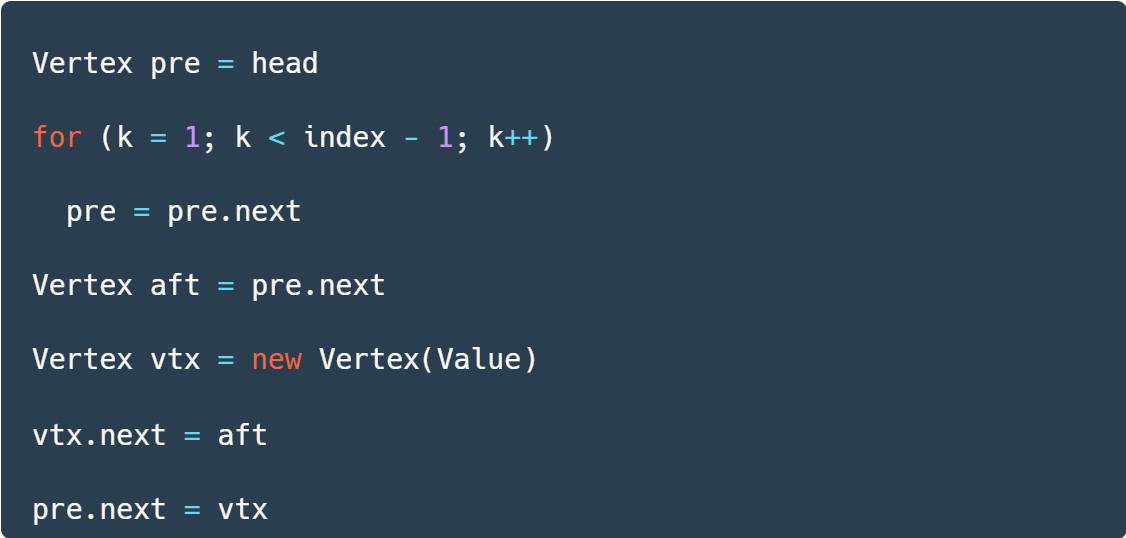 Vertex pre = head
for (k = 1; k < index - 1; k++)
  pre = pre.next
Vertex aft = pre.next
Vertex vtx = new Vertex(Value)
vtx.next = aft
pre.next = vtx